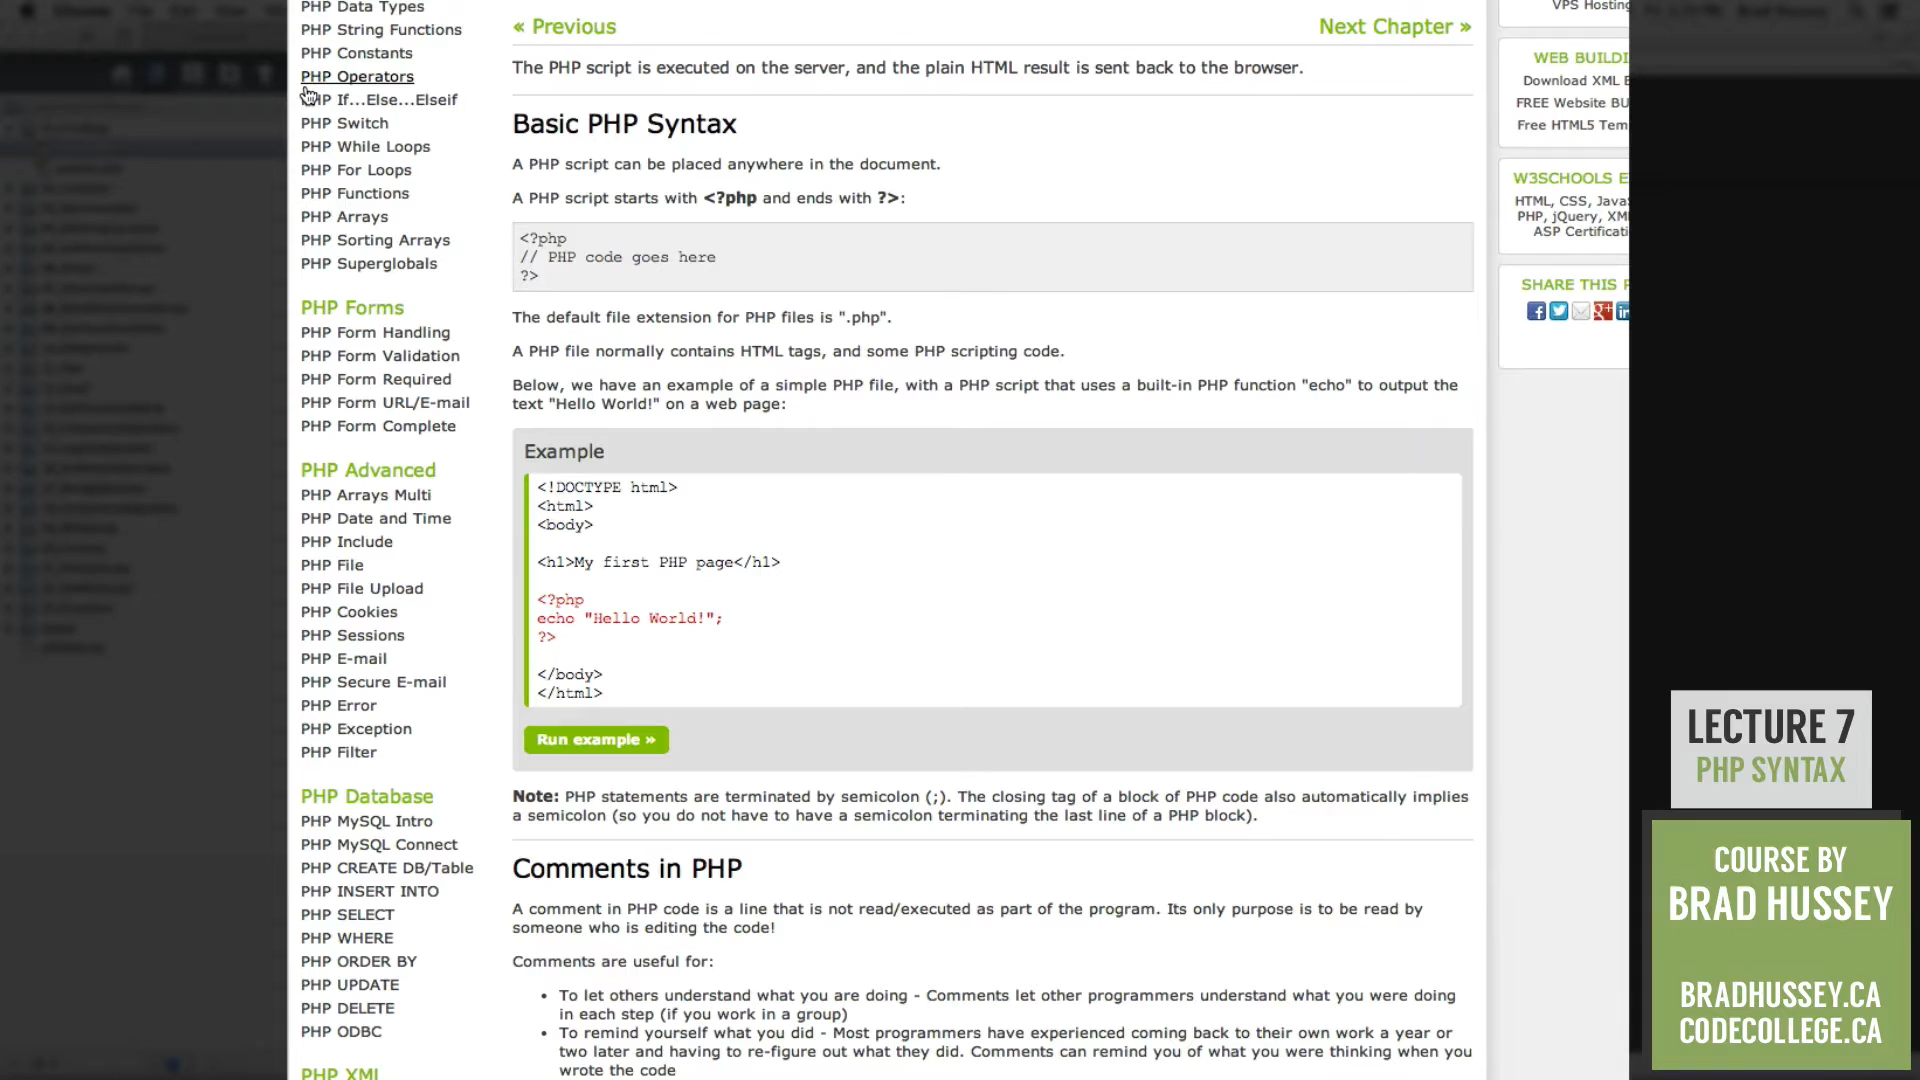 PHP Data Types
PHP String Functions
PHP Constants
PHP Operators
PHP If...Else...Elseif
PHP Switch
PHP While Loops
PHP For Loops
PHP Functions
PHP Arrays
PHP Sorting Arrays
PHP Superglobals
PHP Forms
PHP Form Handling
PHP Form Validation
PHP Form Required
PHP Form URL/E-mail
PHP Form Complete
PHP Advanced
PHP Arrays Multi
PHP Date and Time
PHP Include
PHP File
PHP File Upload
PHP Cookies
PHP Sessions
PHP E-mail
PHP Secure E-mail
PHP Error
PHP Exception
PHP Filter
PHP Database
PHP MySQL Intro
PHP MySQL Connect
PHP CREATE DB/Table
PHP INSERT INTO
PHP SELECT
PHP WHERE
PHP ORDER BY
PHP UPDATE
PHP DELETE
PHP ODBC
PHP XML
« Previous
Next Chapter »
The PHP script is executed on the server, and the plain HTML result is sent back to the browser.
Basic PHP Syntax
A PHP script can be placed anywhere in the document.
A PHP script starts with <?php and ends with ?>:
<?php
// PHP code goes here
?>
The default file extension for PHP files is ".php".
A PHP file normally contains HTML tags, and some PHP scripting code.
Below, we have an example of a simple PHP file, with a PHP script that uses a built-in PHP function "echo" to output the
text "Hello World!" on a web page:
Example
<!DOCTYPE html>
<html>
<body>
<h1>My first PHP page</h1>
<?php
echo "Hello World!";
?>
</body>
</html>
Run example »
Note: PHP statements are terminated by semicolon (;). The closing tag of a block of PHP code also automatically implies
a semicolon (so you do not have to have a semicolon terminating the last line of a PHP block).
Comments in PHP
A comment in PHP code is a line that is not read/executed as part of the program. Its only purpose is to be read by
someone who is editing the code!
Comments are useful for:
• To let others understand what you are doing - Comments let other programmers understand what you were doing
in each step (if you work in a group)
• To remind yourself what you did - Most programmers have experienced coming back to their own work a year or
two later and having to re-figure out what they did. Comments can remind you of what you were thinking when you
wrote the code
VPS Hosting
WEB BUILDI
Download XML E
FREE Website BU
Free HTML5 Tem
W3SCHOOLS E
HTML, CSS, Java
PHP, jQuery, XM
ASP Certificati
SHARE THIS P
LECTURE 7
PHP SYNTAX
COURSE BY
BRAD HUSSEY
BRADHUSSEY.CA
CODECOLLEGE.CA